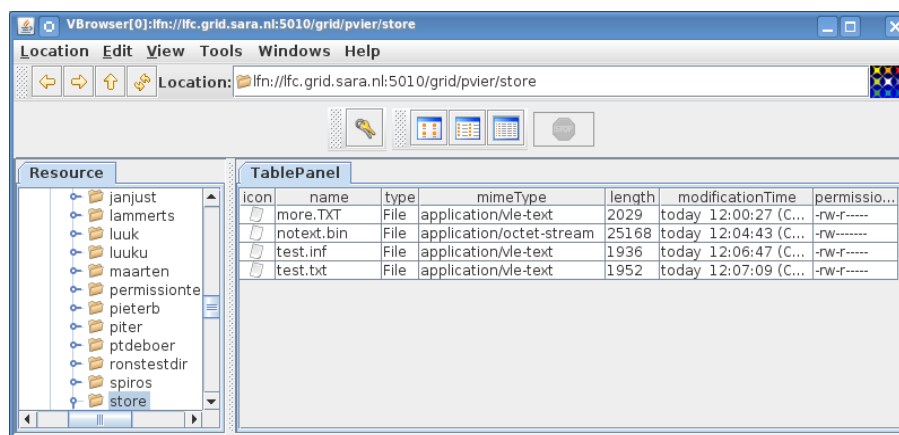 VBrowser[0]:lfn://lfc.grid.sara.nl:5010/grid/pvier/store
Location Edit View Tools Windows Help
Location: lfn://lfc.grid.sara.nl:5010/grid/pvier/store
STOP
Resource
janjust
lammerts
luuk
luuku
maarten
permissionte
pieterb
piter
ptdeboer
ronstestdir
spiros
store
TablePanel
icon name type mimeType length modificationTime permissio...
more.TXT File application/vle-text 2029 today 12:00:27 (C... -rw-r-----
notext.bin File application/octet-stream 25168 today 12:04:43 (C... -rw-------
test.inf File application/vle-text 1936 today 12:06:47 (C... -rw-r-----
test.txt File application/vle-text 1952 today 12:07:09 (C... -rw-r-----